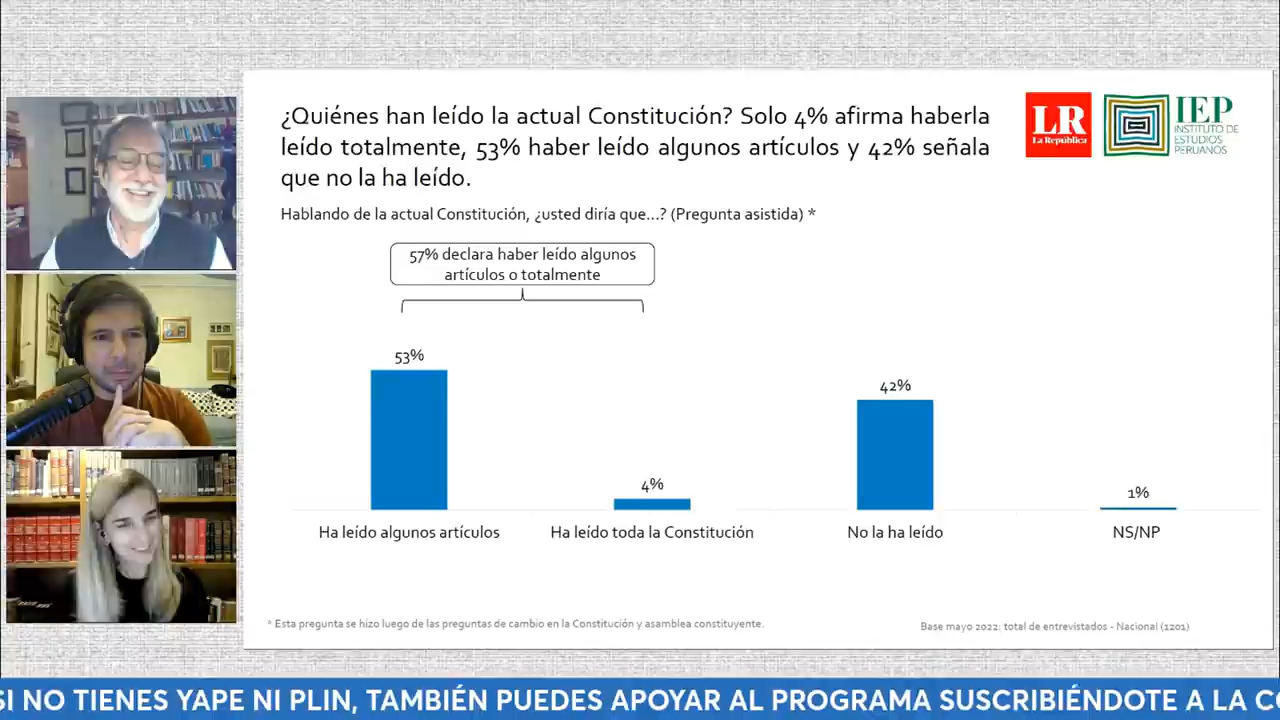 ¿Quiénes han leído la actual Constitución? Solo 4% afirma haberla
leído totalmente, 53% haber leído algunos artículos y 42% señala
que no la ha leído.
LR
La República
IEP
INSTITUTO DE
ESTUDIOS
PERUANOS
Hablando de la actual Constitución, ¿usted diría que...? (Pregunta asistida) *
57% declara haber leído algunos
artículos o totalmente
53%
4%
42%
1%
Ha leído algunos artículos
Ha leído toda la Constitución
No la ha leído
NS/NP
* Esta pregunta se hizo luego de las preguntas de cambio en la Constitución y asamblea constituyente.
Base mayo 2022: total de entrevistados - Nacional (1201)
SI NO TIENES YAPE NI PLIN, TAMBIÉN PUEDES APOYAR AL PROGRAMA SUSCRIBIÉNDOTE A LA